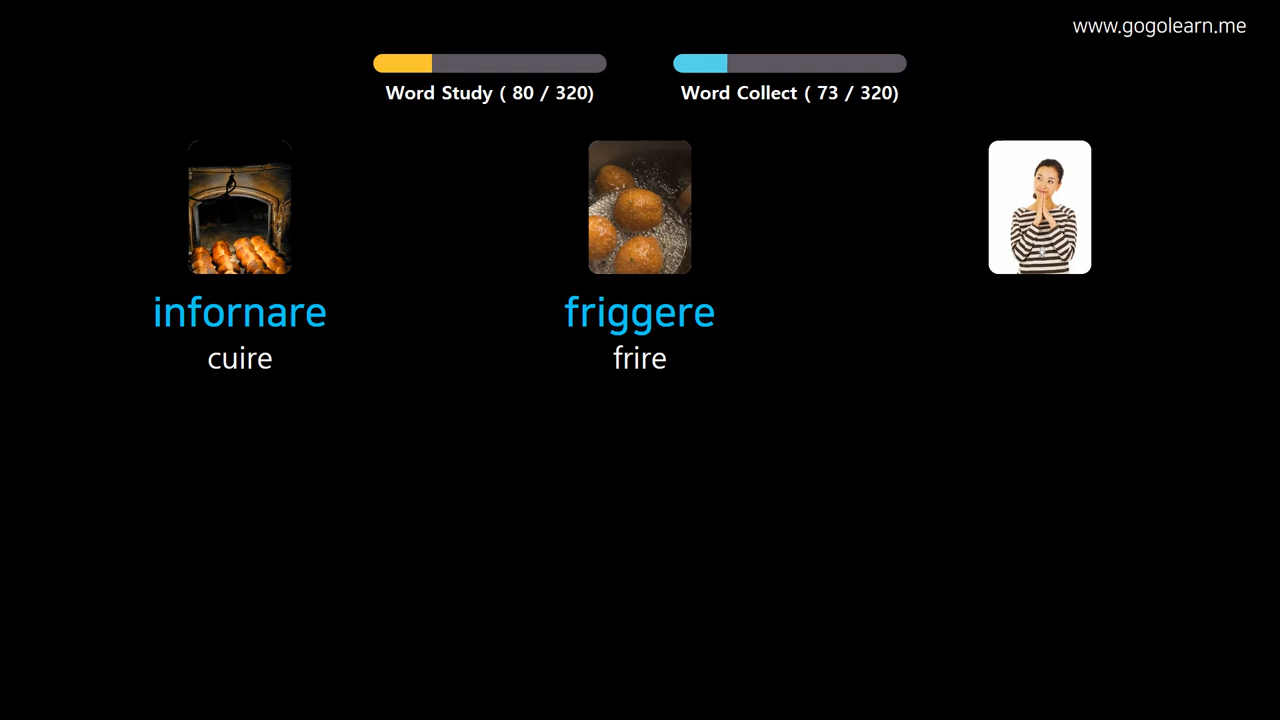 www.gogolearn.me
Word Study ( 80 / 320)
Word Collect ( 73 / 320)
infornare
friggere
cuire
frire